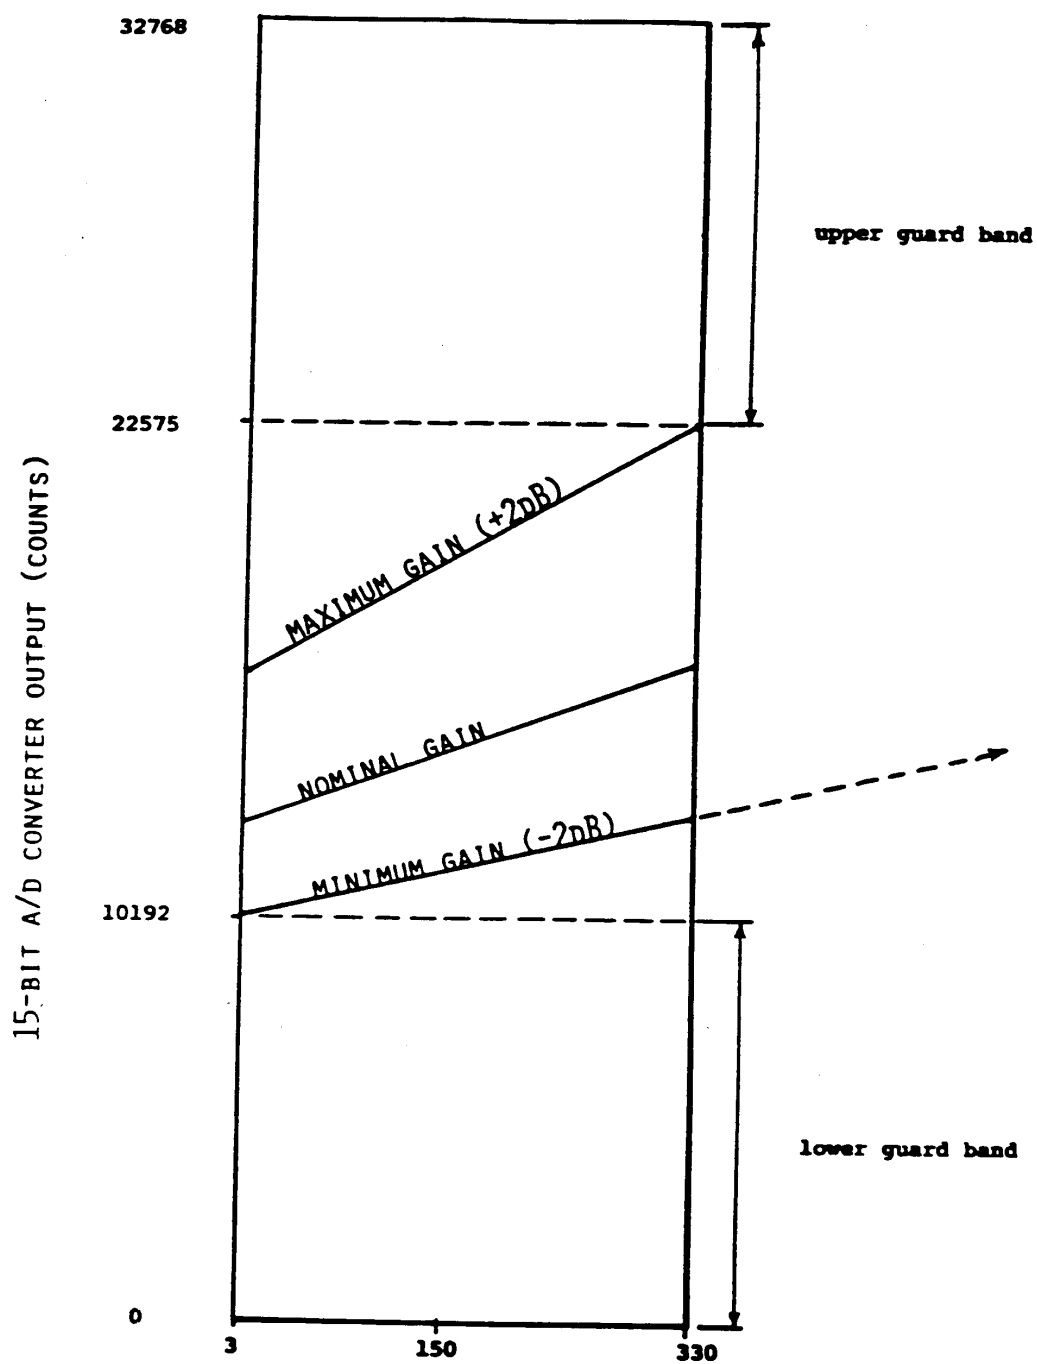 32768
upper guard band
22575
MAXIMUM GAIN (+2DB)
NOMINAL GAIN
MINIMUM GAIN (-2DB)
10192
15-BIT A/D CONVERTER OUTPUT (COUNTS)
lower guard band
0
3
150
330